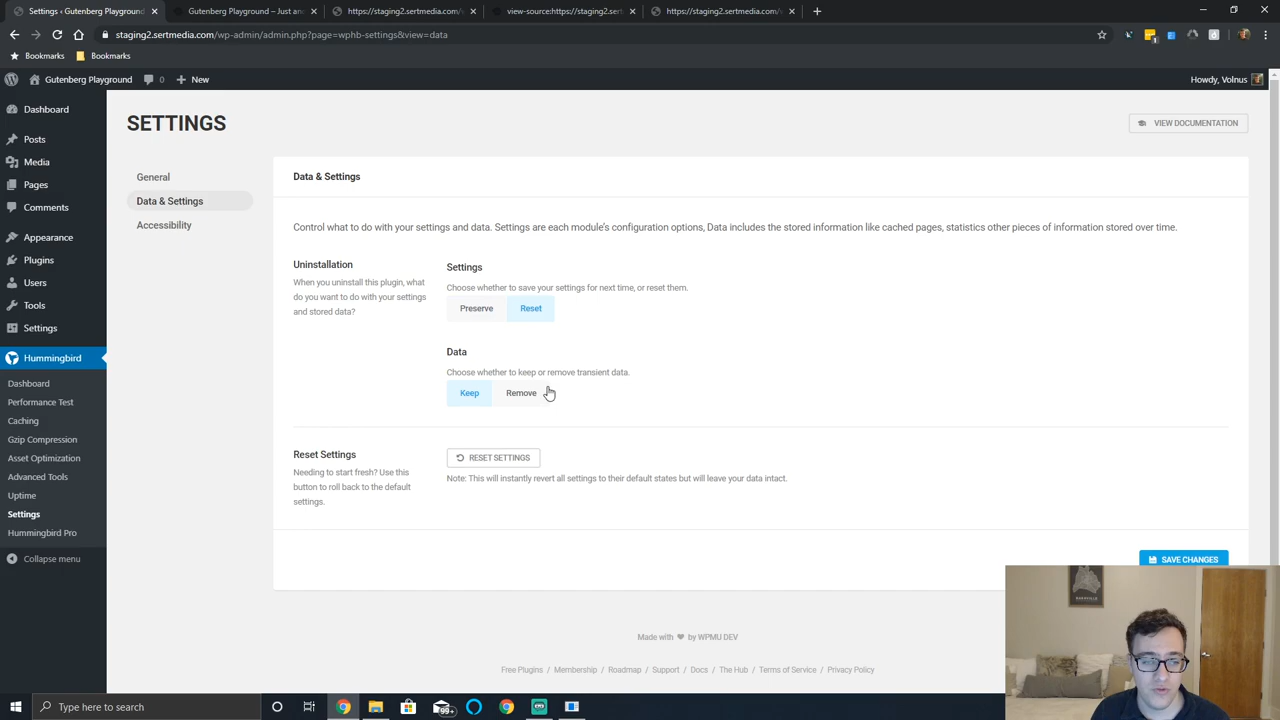 Settings ‹ Gutenberg Playground
Gutenberg Playground – Just ano
https://staging2.sertmedia.com/w
view-source:https://staging2.sert
https://staging2.sertmedia.com/w
staging2.sertmedia.com/wp-admin/admin.php?page=wphb-settings&view=data
Bookmarks
Bookmarks
Gutenberg Playground
0
New
Howdy, Volnus
Dashboard
Posts
Media
Pages
Comments
Appearance
Plugins
Users
Tools
Settings
Hummingbird
Dashboard
Performance Test
Caching
Gzip Compression
Asset Optimization
Advanced Tools
Uptime
Settings
Hummingbird Pro
Collapse menu
SETTINGS
VIEW DOCUMENTATION
General
Data & Settings
Accessibility
Data & Settings
Control what to do with your settings and data. Settings are each module's configuration options, Data includes the stored information like cached pages, statistics other pieces of information stored over time.
Uninstallation
When you uninstall this plugin, what
do you want to do with your settings
and stored data?
Settings
Choose whether to save your settings for next time, or reset them.
Preserve
Reset
Data
Choose whether to keep or remove transient data.
Keep
Remove
Reset Settings
Needing to start fresh? Use this
button to roll back to the default
settings.
RESET SETTINGS
Note: This will instantly revert all settings to their default states but will leave your data intact.
SAVE CHANGES
Made with ♥ by WPMU DEV
Free Plugins / Membership / Roadmap / Support / Docs / The Hub / Terms of Service / Privacy Policy
Type here to search